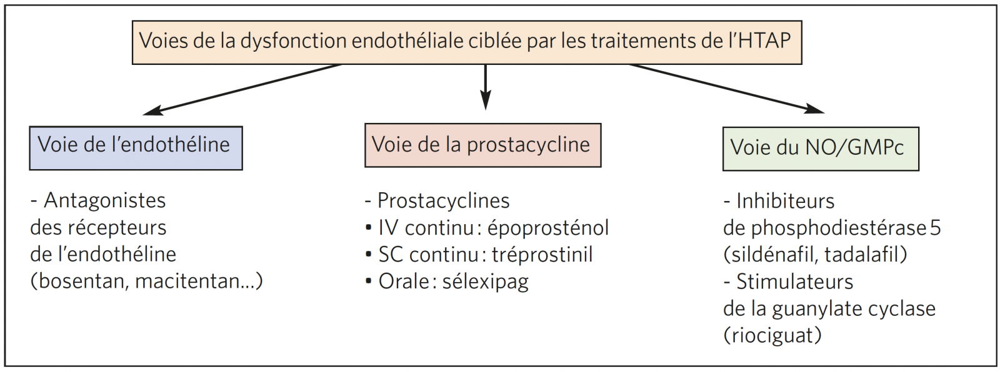 Voies de la dysfonction endothéliale ciblée par les traitements de l'HTAP
Voie de l'endothéline
- Antagonistes
des récepteurs
de l'endothéline
(bosentan, macitentan...)
Voie de la prostacycline
- Prostacyclines
• IV continu : époprosténol
• SC continu : tréprostinil
• Orale : sélexipag
Voie du NO/GMPc
- Inhibiteurs
de phosphodiestérase 5
(sildénafil, tadalafil)
- Stimulateurs
de la guanylate cyclase
(riociguat)